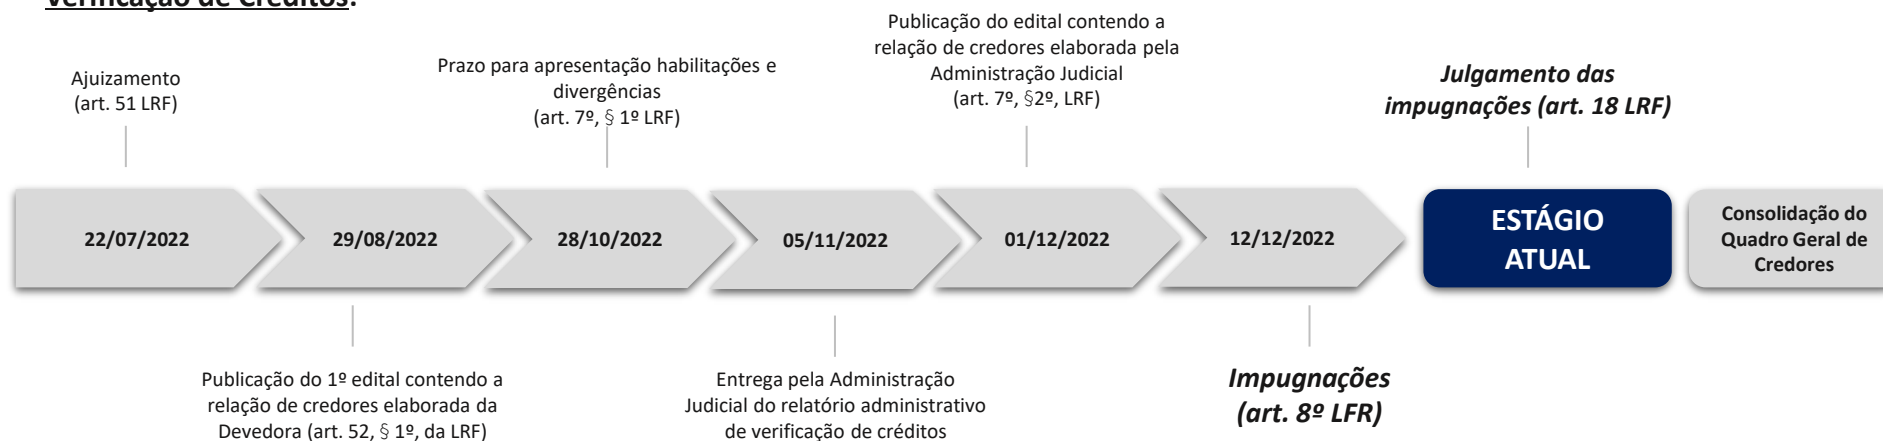 Verificação de Créditos:
Ajuizamento
(art. 51 LRF)
Prazo para apresentação habilitações e
divergências
(art. 7º, § 1º LRF)
Publicação do edital contendo a
relação de credores elaborada pela
Administração Judicial
(art. 7º, §2º, LRF)
Julgamento das
impugnações (art. 18 LRF)
22/07/2022
29/08/2022
28/10/2022
05/11/2022
01/12/2022
12/12/2022
ESTÁGIO
ATUAL
Consolidação do
Quadro Geral de
Credores
Publicação do 1º edital contendo a
relação de credores elaborada da
Devedora (art. 52, § 1º, da LRF)
Entrega pela Administração
Judicial do relatório administrativo
de verificação de créditos
Impugnações
(art. 8º LFR)